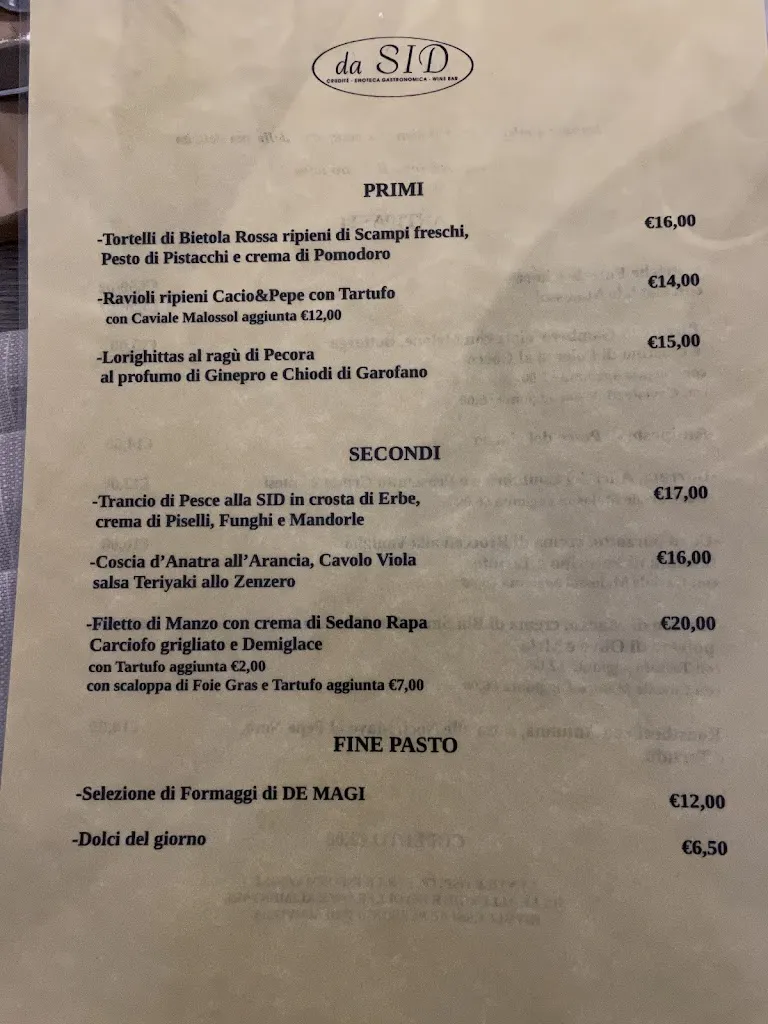 da SID
CREDITÉ - ENOTECA GASTRONOMICA - WINE BAR
PRIMI
-Tortelli di Bietola Rossa ripieni di Scampi freschi, €16,00
Pesto di Pistacchi e crema di Pomodoro
-Ravioli ripieni Cacio&Pepe con Tartufo €14,00
con Caviale Malossol aggiunta €12,00
-Lorighittas al ragù di Pecora €15,00
al profumo di Ginepro e Chiodi di Garofano
SECONDI
-Trancio di Pesce alla SID in crosta di Erbe, €17,00
crema di Piselli, Funghi e Mandorle
-Coscia d'Anatra all'Arancia, Cavolo Viola €16,00
salsa Teriyaki allo Zenzero
-Filetto di Manzo con crema di Sedano Rapa €20,00
Carciofo grigliato e Demiglace
con Tartufo aggiunta €2,00
con scaloppa di Foie Gras e Tartufo aggiunta €7,00
FINE PASTO
-Selezione di Formaggi di DE MAGI €12,00
-Dolci del giorno €6,50